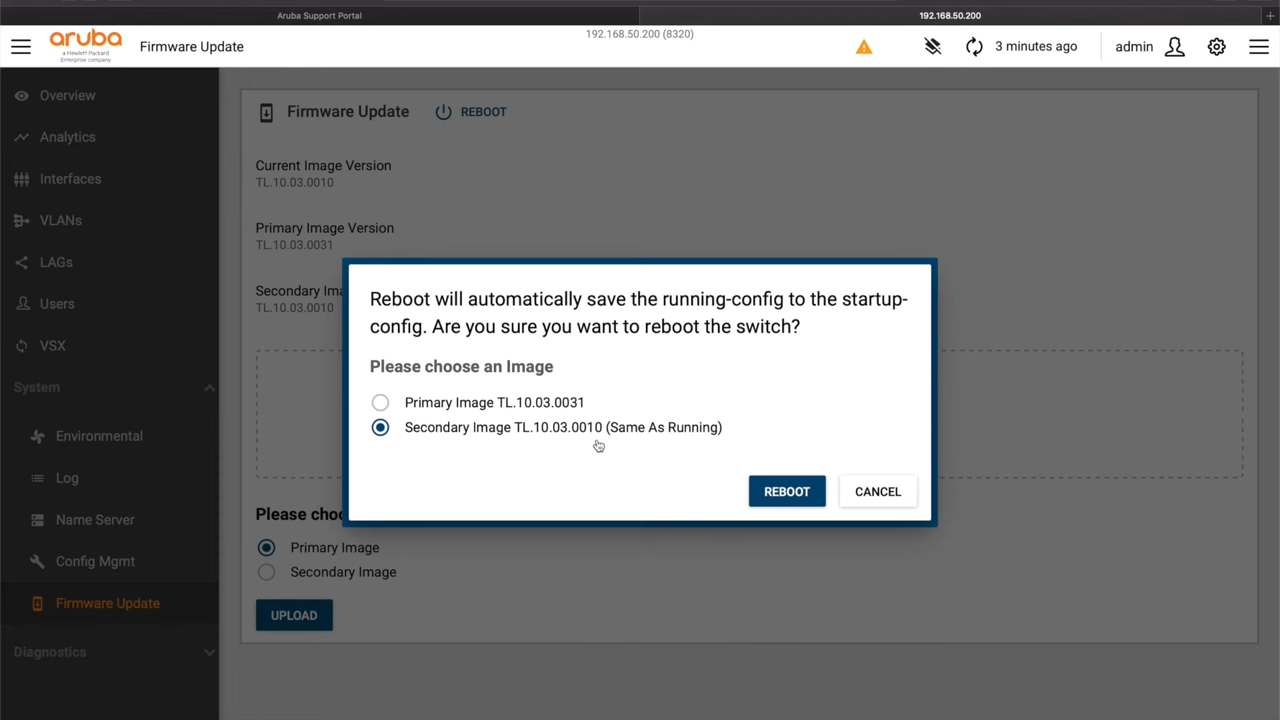 Aruba Support Portal
192.168.50.200
aruba
a Hewlett Packard
Enterprise company
Firmware Update
192.168.50.200 (8320)
3 minutes ago
admin
Overview
Analytics
Interfaces
VLANs
LAGs
Users
VSX
System
Environmental
Log
Name Server
Config Mgmt
Firmware Update
Diagnostics
Firmware Update
REBOOT
Current Image Version
TL.10.03.0010
Primary Image Version
TL.10.03.0031
Secondary Ima
TL.10.03.0010
Reboot will automatically save the running-config to the startup-
config. Are you sure you want to reboot the switch?
Please choose an Image
Primary Image TL.10.03.0031
Secondary Image TL.10.03.0010 (Same As Running)
REBOOT
CANCEL
Please choo
Primary Image
Secondary Image
UPLOAD